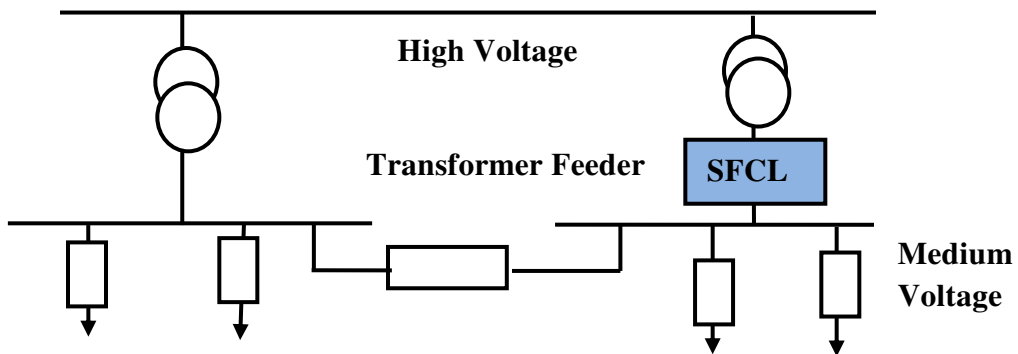 High Voltage
Transformer Feeder
SFCL
Medium
Voltage